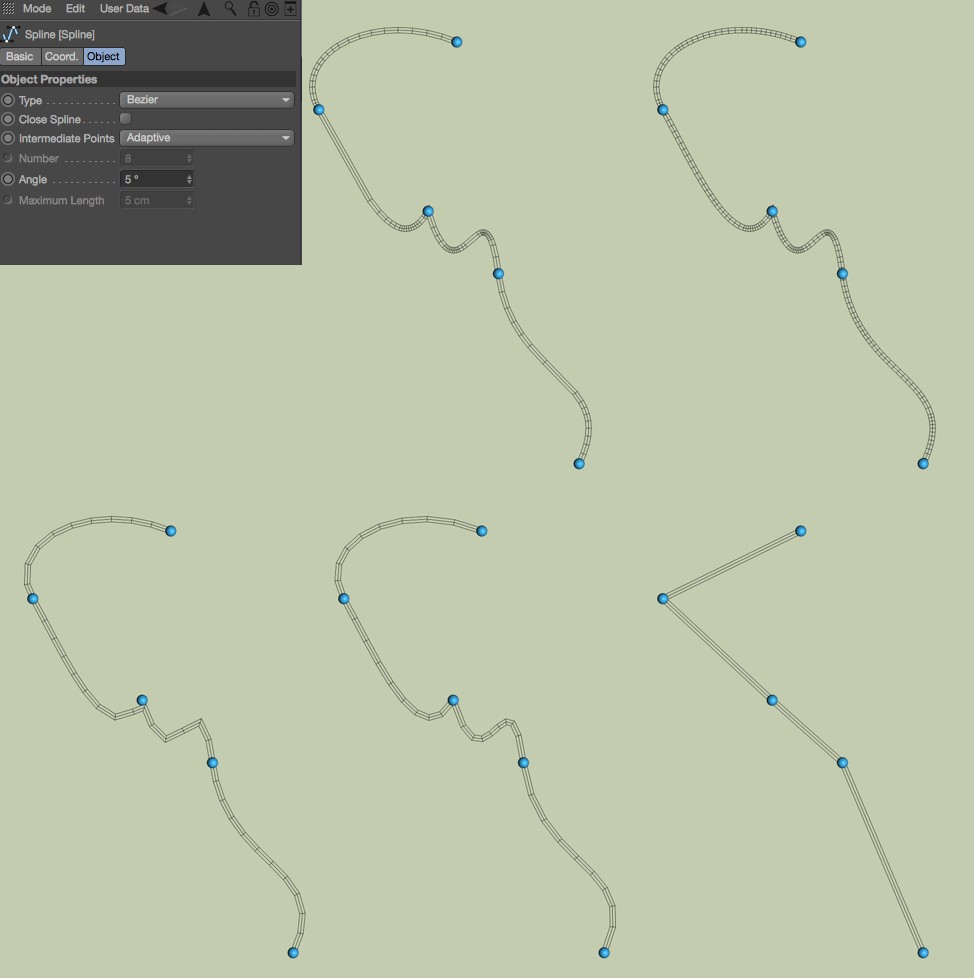 Mode Edit User Data
Spline [Spline]
Basic Coord. Object
Object Properties
Type . . . . . . . . . . . . Bezier
Close Spline . . . . . .
Intermediate Points Adaptive
Number . . . . . . . . . 8
Angle . . . . . . . . . . . 5 °
Maximum Length 5 cm